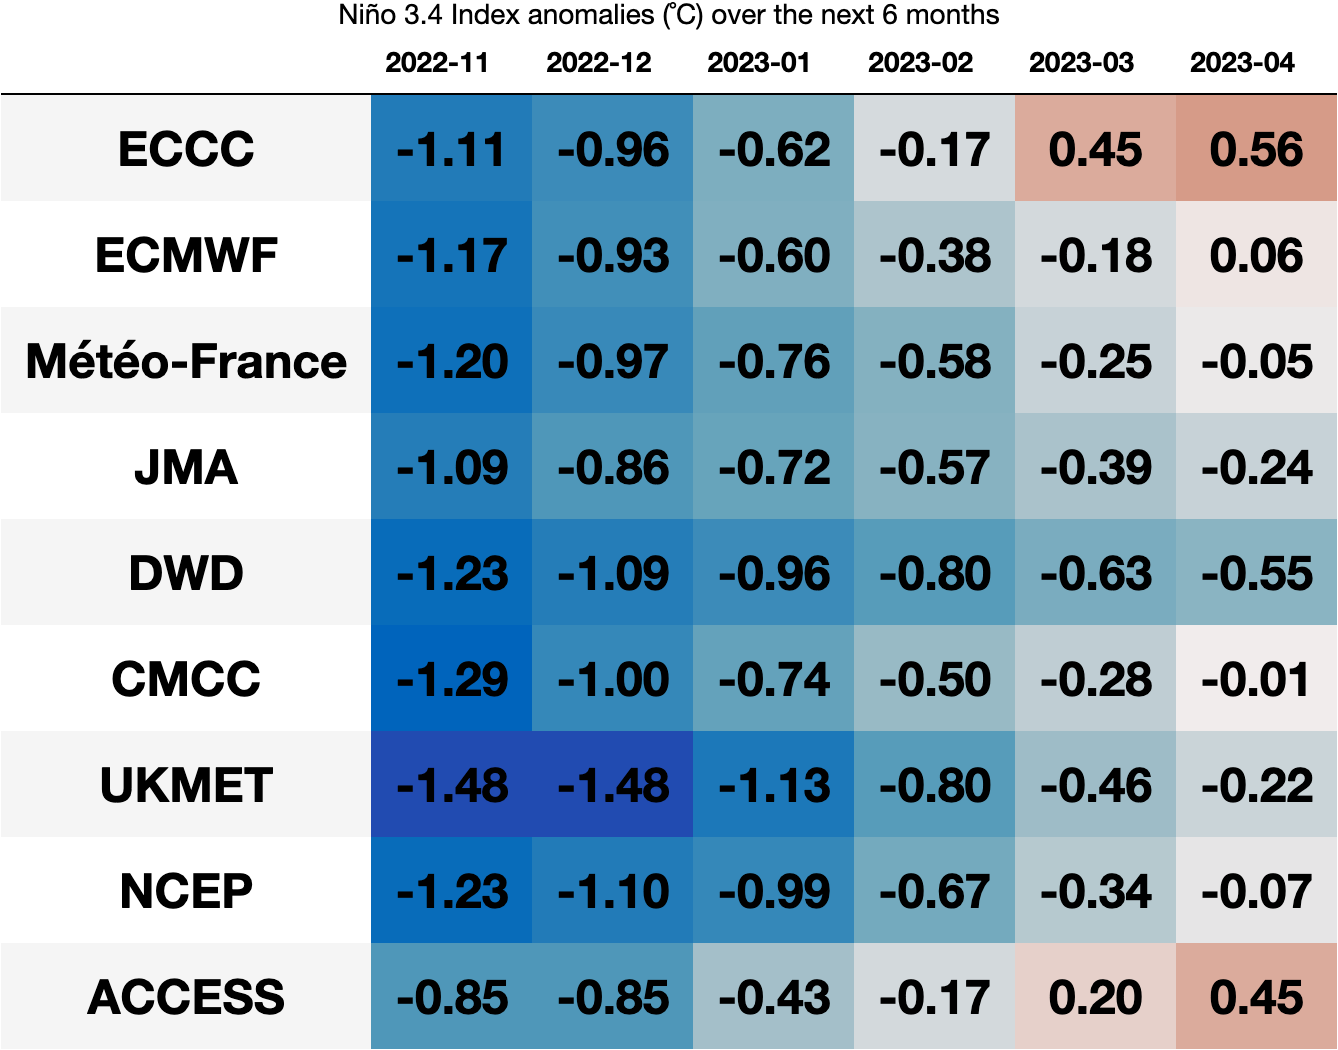 Niño 3.4 Index anomalies (˚C) over the next 6 months
2022-11 2022-12 2023-01 2023-02 2023-03 2023-04
ECCC -1.11 -0.96 -0.62 -0.17 0.45 0.56
ECMWF -1.17 -0.93 -0.60 -0.38 -0.18 0.06
Météo-France -1.20 -0.97 -0.76 -0.58 -0.25 -0.05
JMA -1.09 -0.86 -0.72 -0.57 -0.39 -0.24
DWD -1.23 -1.09 -0.96 -0.80 -0.63 -0.55
CMCC -1.29 -1.00 -0.74 -0.50 -0.28 -0.01
UKMET -1.48 -1.48 -1.13 -0.80 -0.46 -0.22
NCEP -1.23 -1.10 -0.99 -0.67 -0.34 -0.07
ACCESS -0.85 -0.85 -0.43 -0.17 0.20 0.45